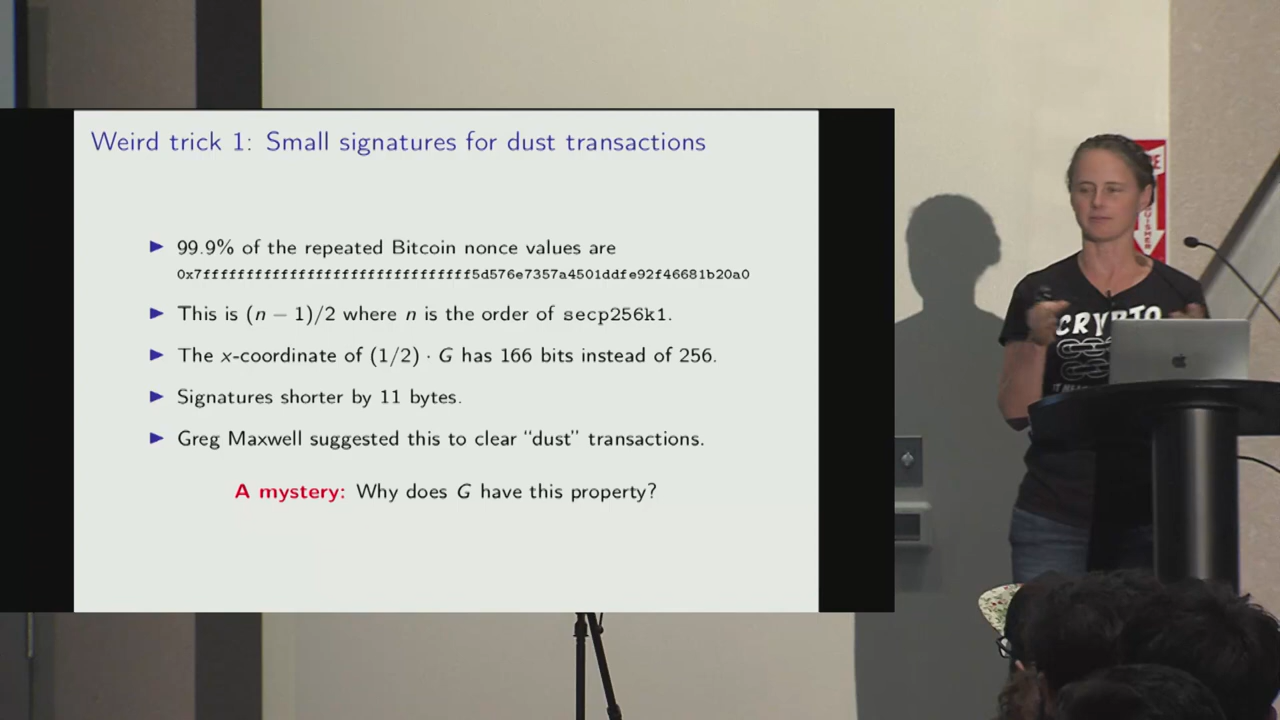 Weird trick 1: Small signatures for dust transactions
▶ 99.9% of the repeated Bitcoin nonce values are
0x7fffffffffffffffffffffffffffffff5d576e7357a4501ddfe92f46681b20a0
▶ This is (n − 1)/2 where n is the order of secp256k1.
▶ The x-coordinate of (1/2) · G has 166 bits instead of 256.
▶ Signatures shorter by 11 bytes.
▶ Greg Maxwell suggested this to clear “dust” transactions.
A mystery: Why does G have this property?
CRYPTO